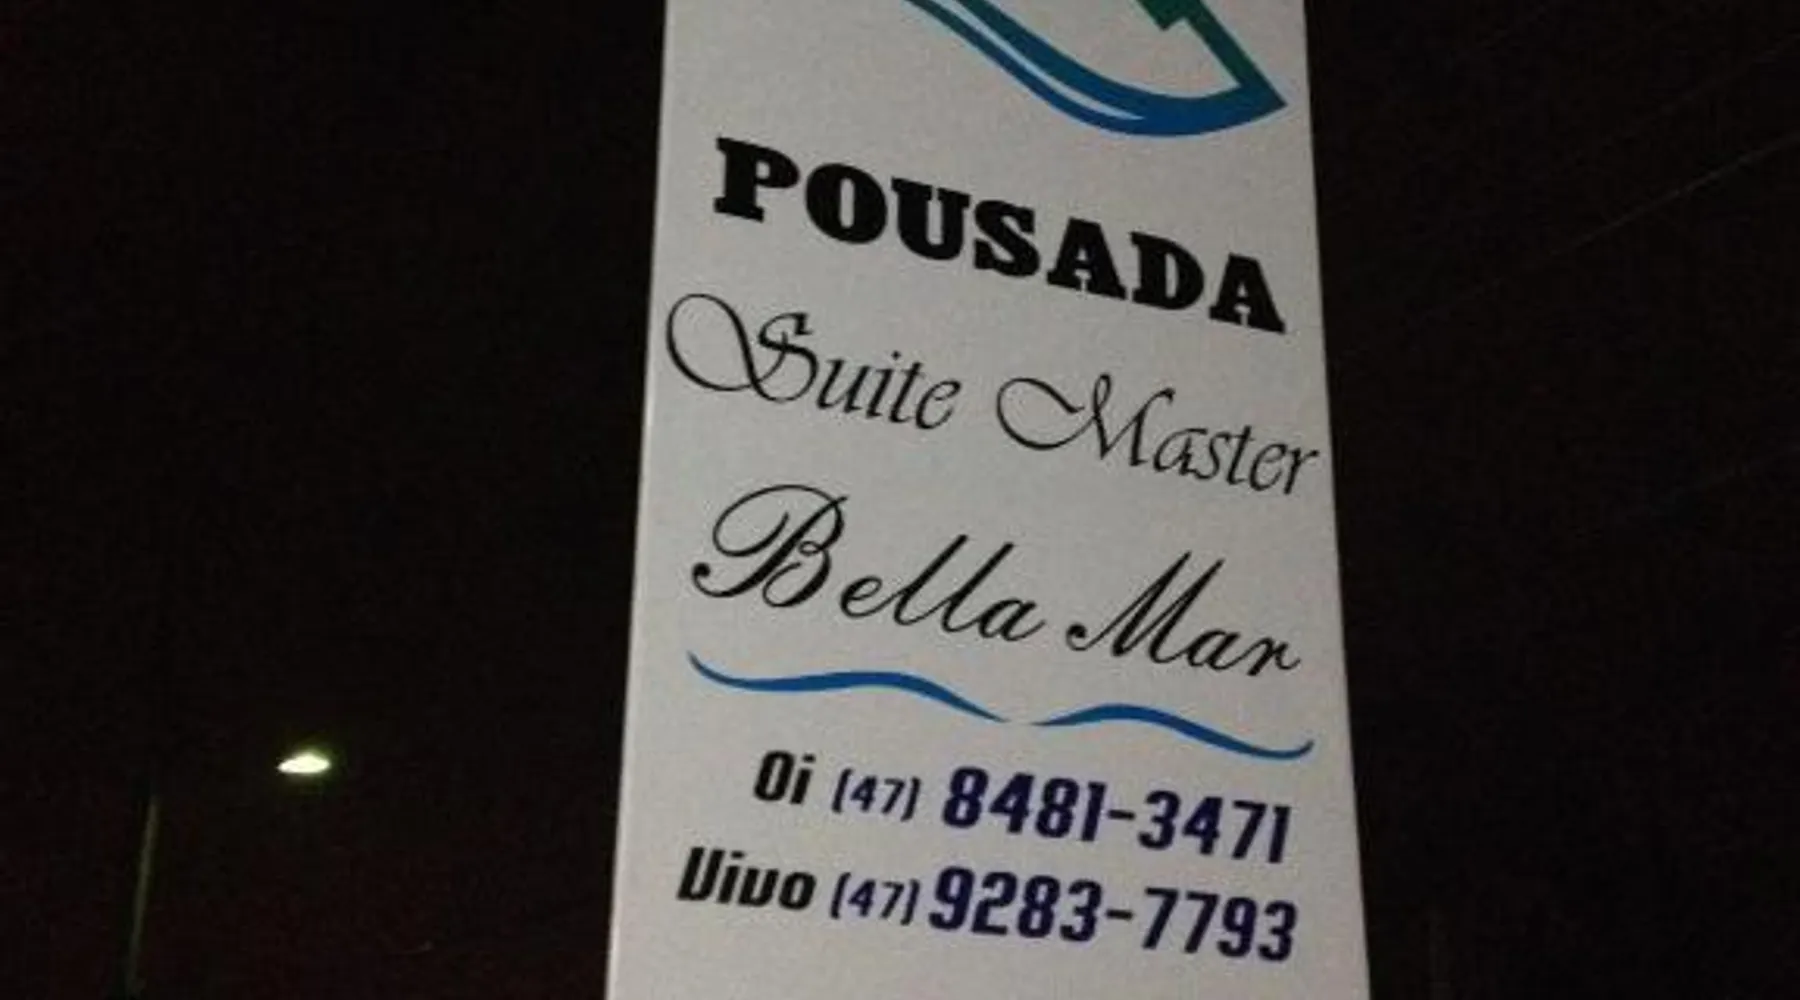 POUSADA
Suite Master
Bella Mar
Oi (47) 8481-3471
Vivo (47) 9283-7793